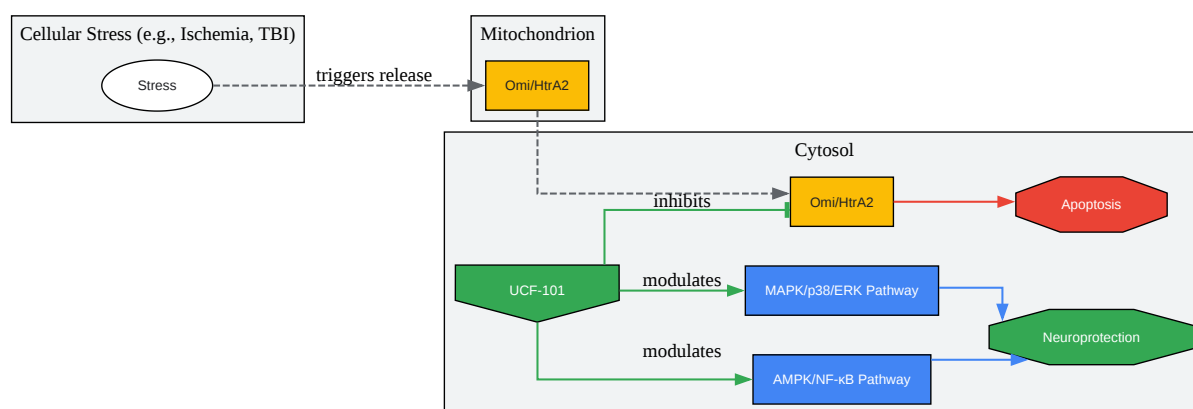 Cellular Stress (e.g., Ischemia, TBI)
Stress
triggers release
Mitochondrion
Omi/HtrA2
Cytosol
inhibits
Omi/HtrA2
Apoptosis
UCF-101
modulates
MAPK/p38/ERK Pathway
Neuroprotection
modulates
AMPK/NF-κB Pathway